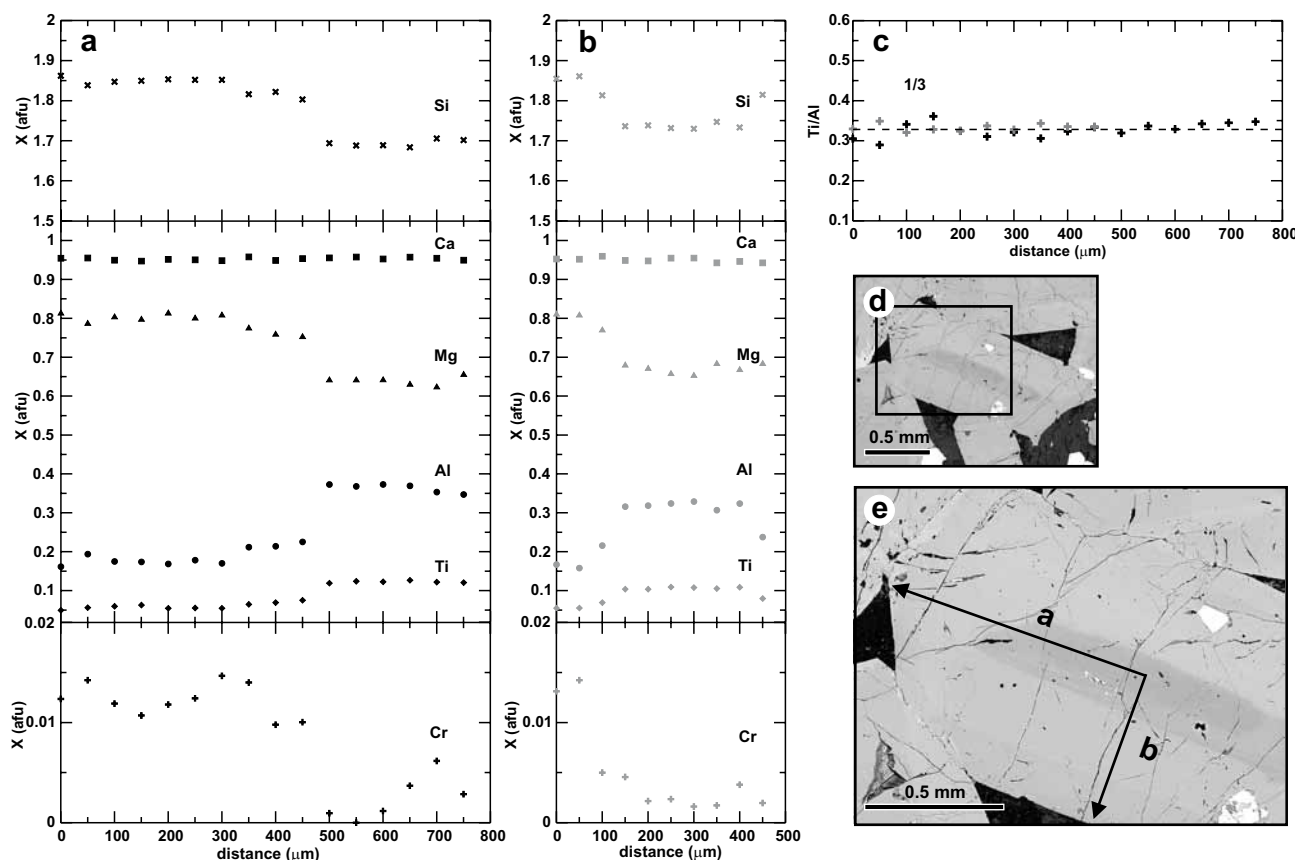 a
2
1.9
1.8
1.7
1.6
1.5
X (afu)
Si
1
0.9
0.8
0.7
0.6
0.5
0.4
0.3
0.2
0.1
0.02
X (afu)
Ca
Mg
Al
Ti
0.01
0
X (afu)
Cr
0 100 200 300 400 500 600 700 800
distance (μm)
b
2
1.9
1.8
1.7
1.6
1.5
X (afu)
Si
1
0.9
0.8
0.7
0.6
0.5
0.4
0.3
0.2
0.1
0.02
X (afu)
Ca
Mg
Al
Ti
0.01
0
X (afu)
Cr
0 100 200 300 400 500
distance (μm)
c
0.6
0.5
0.4
0.3
0.2
0.1
Ti/Al
1/3
0 100 200 300 400 500 600 700 800
distance (μm)
d
0.5 mm
e
a
b
0.5 mm